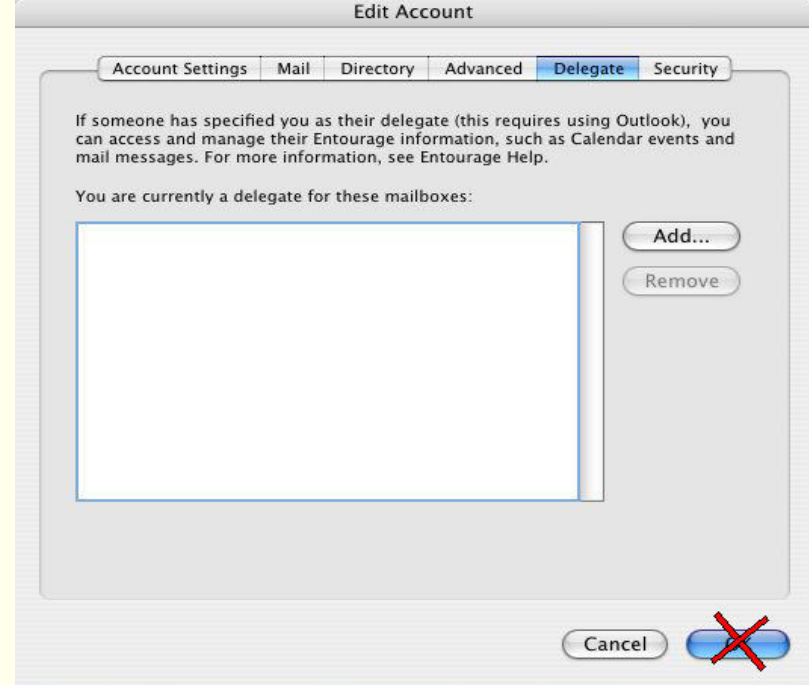 Edit Account
Account Settings Mail Directory Advanced Delegate Security
If someone has specified you as their delegate (this requires using Outlook), you
can access and manage their Entourage information, such as Calendar events and
mail messages. For more information, see Entourage Help.
You are currently a delegate for these mailboxes:
Add...
Remove
Cancel